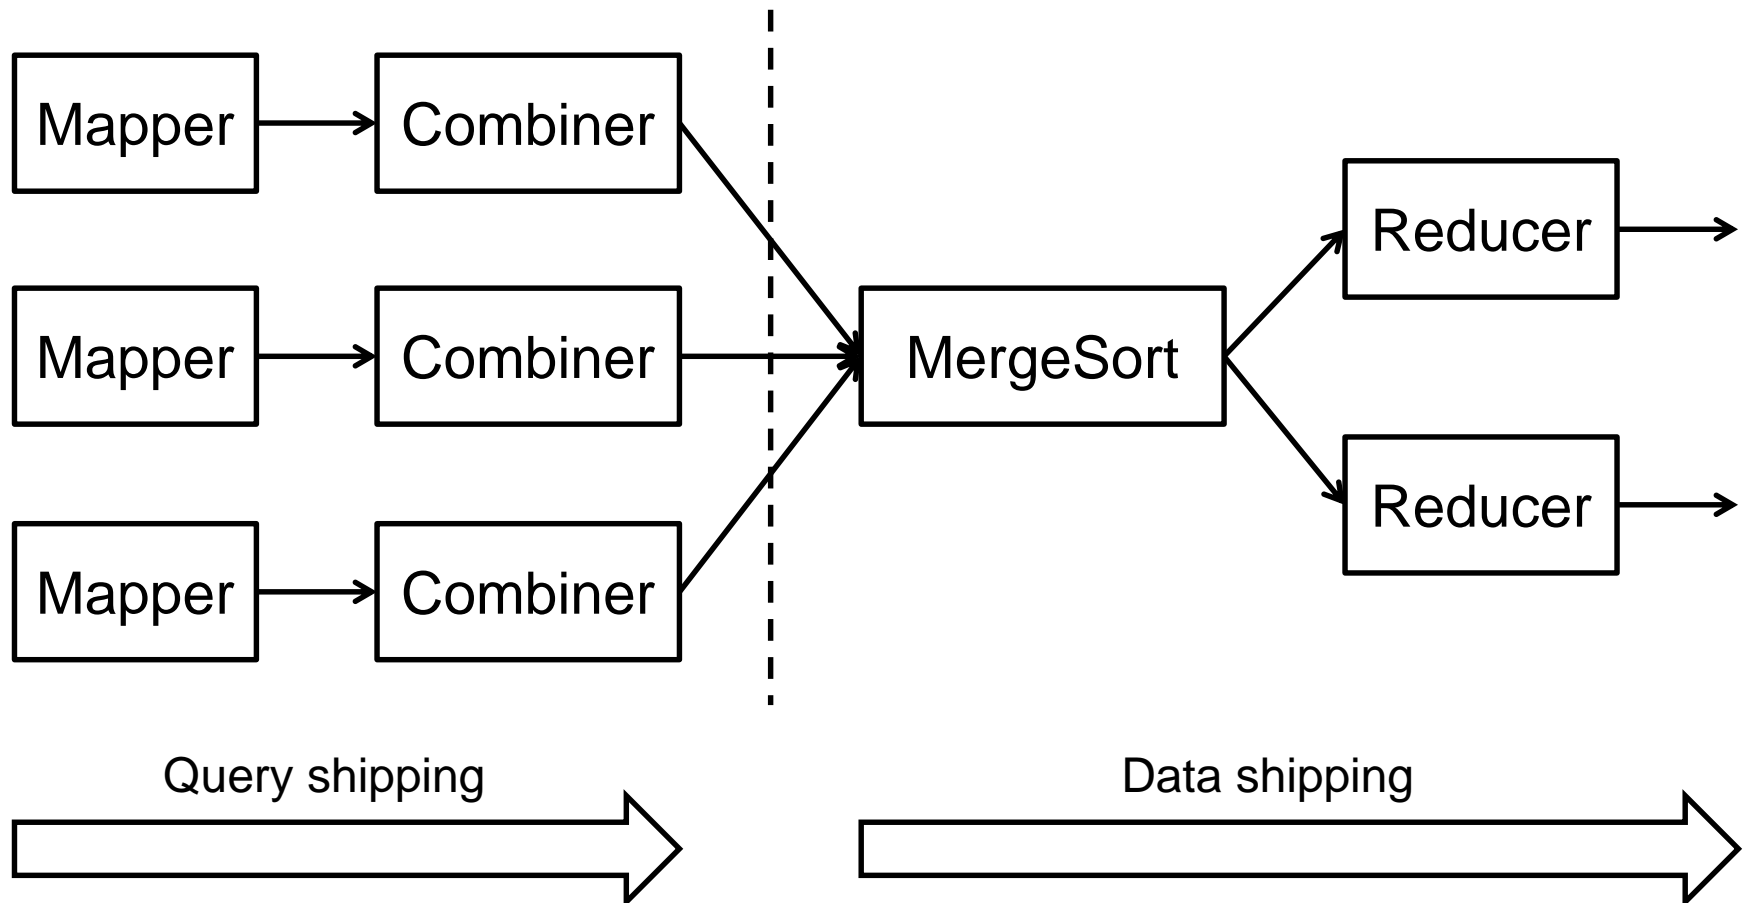 Mapper
Combiner
Reducer
Mapper
Combiner
MergeSort
Reducer
Mapper
Combiner
Query shipping
Data shipping